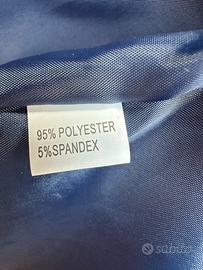 95% POLYESTER
5%SPANDEX
subito